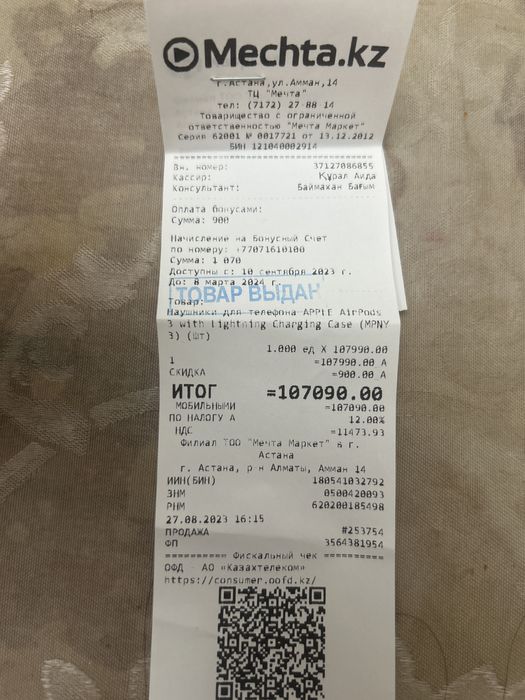 Mechta.kz
г.Астана,ул.Амман,14
ТЦ "Мечта"
тел: (7172) 27-88-14
Товарищество с ограниченной
ответственностью "Мечта Маркет"
Серия 62001 № 0017721 от 13.12.2012
БИН 121040002914
Вн. номер: 37127086855
Кассир: Құрал Аида
Консультант: Баймахан Бағым
Оплата бонусами:
Сумма: 900
Начисление на Бонусный Счет
по номеру: +77071610100
Сумма: 1 070
Доступны с: 10 сентября 2023 г.
До: 8 марта 2024 г.
ТОВАР ВЫДАН
Товар:
Наушники для телефона APPLE AirPods
3 with Lightning Charging Case (MPNY
3) (шт)
1.000 ед X 107990.00
1 =107990.00 А
СКИДКА =900.00 А
ИТОГ =107090.00
МОБИЛЬНЫМИ =107090.00
ПО НАЛОГУ А 12.00%
НДС =11473.93
Филиал ТОО "Мечта Маркет" в г.
Астана
г. Астана, р-н Алматы, Амман 14
ИИН(БИН) 180541032792
ЗНМ 0500420093
РНМ 620200185498
27.08.2023 16:15
ПРОДАЖА #253754
ФП 3564381954
========== Фискальный чек ==========
ОФД - АО «Казахтелеком»
https://consumer.oofd.kz/